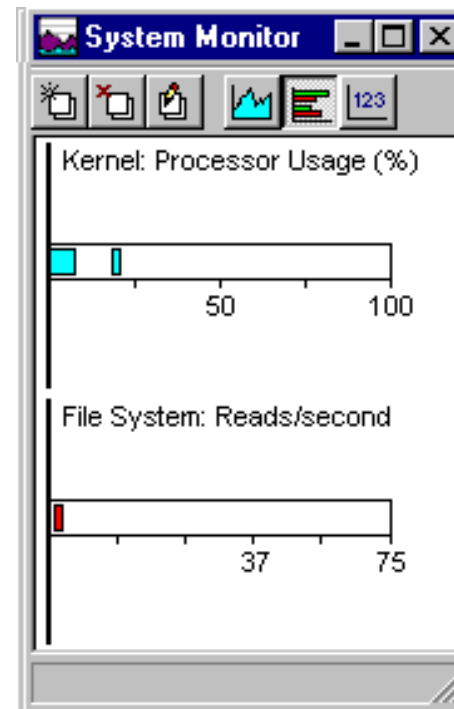 System Monitor
123
Kernel: Processor Usage (%)
50 100
File System: Reads/second
37 75